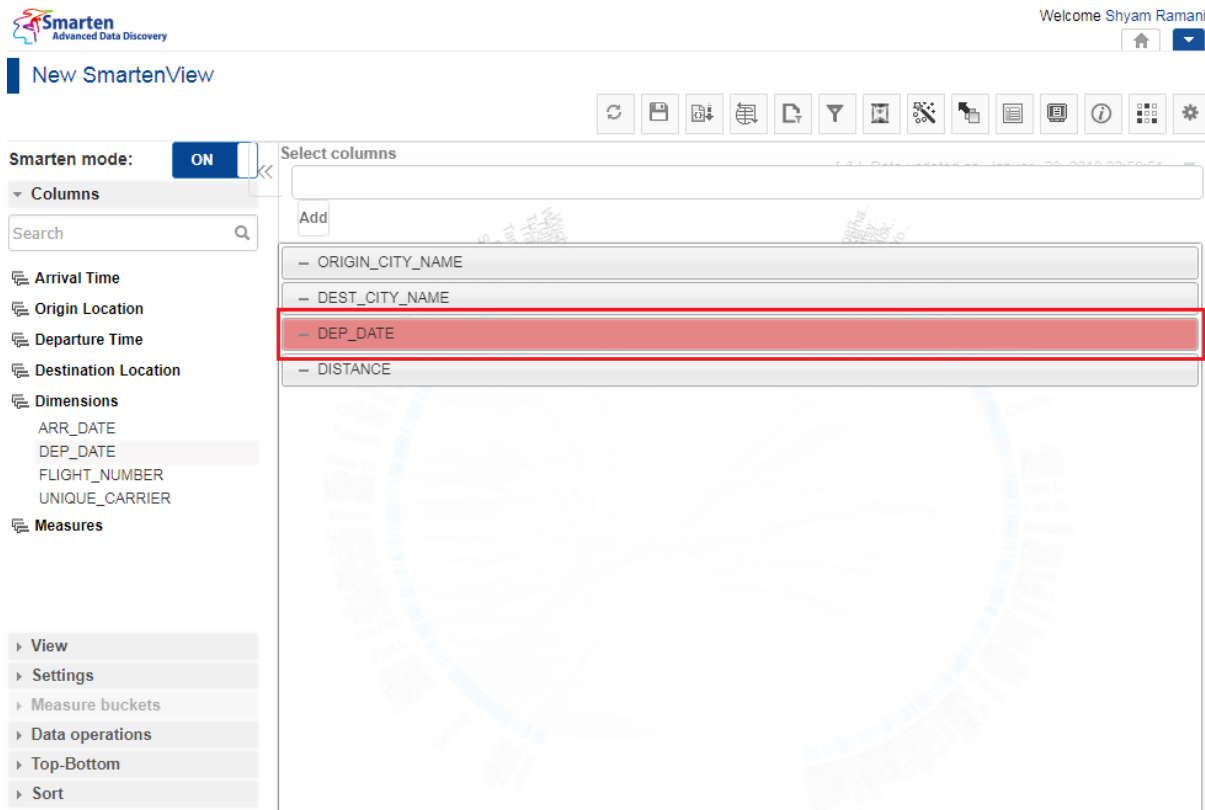 Smarten
Advanced Data Discovery
Welcome Shyam Ramani
New SmartenView
Smarten mode:
ON
Columns
Search
Arrival Time
Origin Location
Departure Time
Destination Location
Dimensions
ARR_DATE
DEP_DATE
FLIGHT_NUMBER
UNIQUE_CARRIER
Measures
View
Settings
Measure buckets
Data operations
Top-Bottom
Sort
Select columns
Add
ORIGIN_CITY_NAME
DEST_CITY_NAME
DEP_DATE
DISTANCE